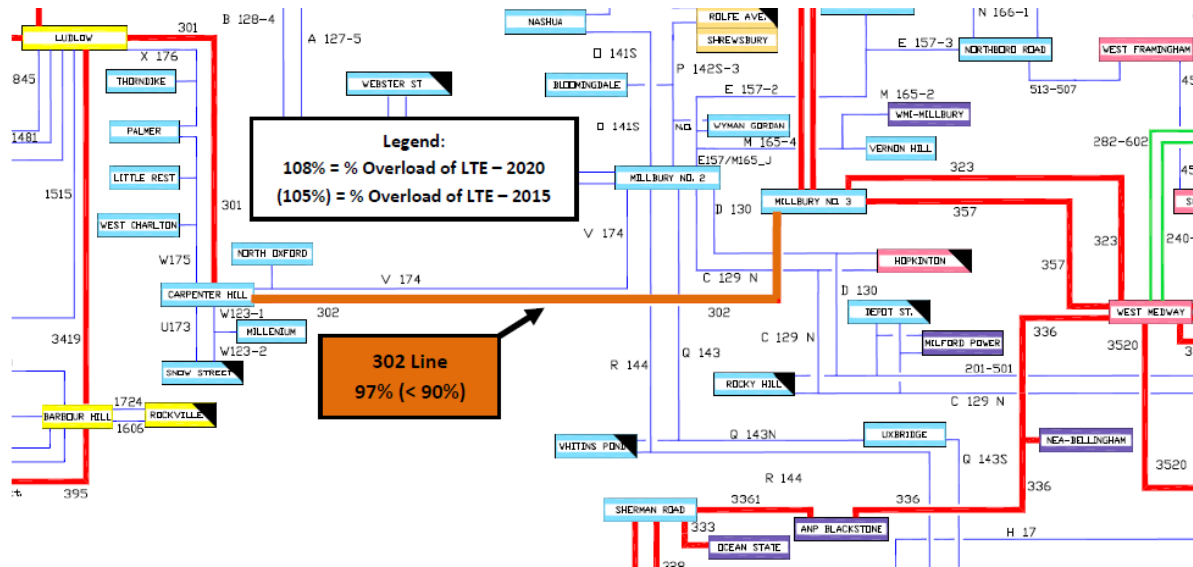 301
B 128-4
A 127-5
NASHUA
ROLFE AVE.
SHREWSBURY
N 166-1
LUDLOW
X 176
O 141S
E 157-3
NORTHBORO ROAD
WEST FRAMINGHAM
845
THORNDIKE
WEBSTER ST
BLOOMINGDALE
P 142S-3
E 157-2
513-507
45
M 165-2
WMI-MILLBURY
1481
PALMER
Legend:
108% = % Overload of LTE – 2020
(105%) = % Overload of LTE – 2015
O 141S
NO.
WYMAN GORDON
M 165-4
VERNON HILL
282-602
E157/M165_J
LITTLE REST
MILLBURY NO. 2
323
45
1515
301
MILLBURY NO. 3
357
WEST CHARLTON
D 130
V 174
323
240-
NORTH OXFORD
W175
HOPKINTON
357
V 174
C 129 N
CARPENTER HILL
302
302
D 130
DEPOT ST.
WEST MEDWAY
W123-1
U173
MILLENIUM
336
3419
W123-2
C 129 N
MILFORD POWER
3520
302 Line
97% (< 90%)
SNOW STREET
R 144
Q 143
201-501
ROCKY HILL
C 129 N
1724
BARBOUR HILL
ROCKVILLE
1606
Q 143N
UXBRIDGE
NEA-BELLINGHAM
WHITINS POND
Q 143S
3520
395
R 144
336
336
3361
SHERMAN ROAD
333
ANP BLACKSTONE
H 17
OCEAN STATE
328